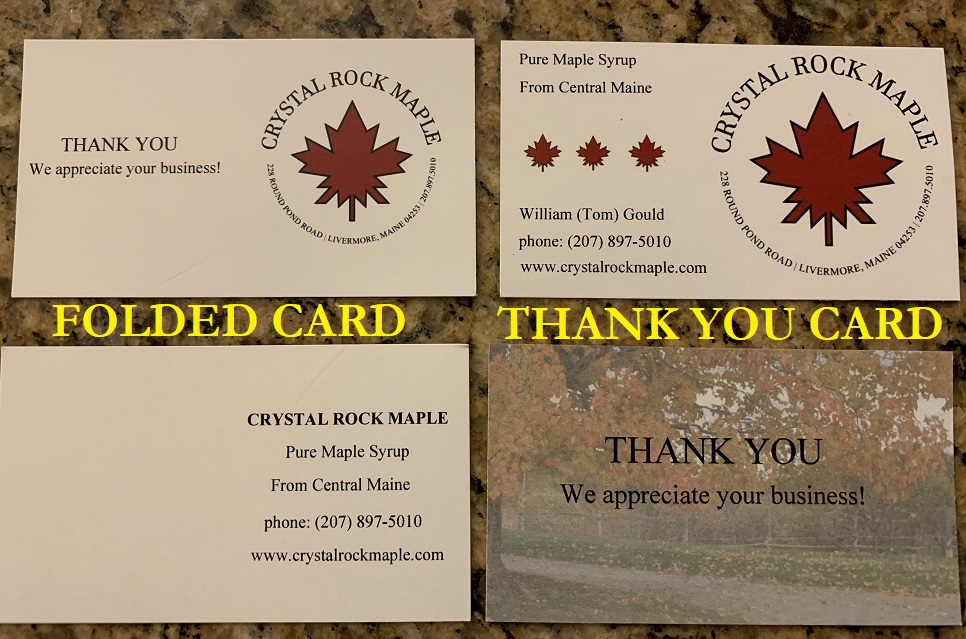 THANK YOU
We appreciate your business!
CRYSTAL ROCK MAPLE
228 ROUND POND ROAD | LIVERMORE, MAINE 04253 | 207.897.5010
Pure Maple Syrup
From Central Maine
William (Tom) Gould
phone: (207) 897-5010
www.crystalrockmaple.com
CRYSTAL ROCK MAPLE
228 ROUND POND ROAD | LIVERMORE, MAINE 04253 | 207.897.5010
FOLDED CARD
THANK YOU CARD
CRYSTAL ROCK MAPLE
Pure Maple Syrup
From Central Maine
phone: (207) 897-5010
www.crystalrockmaple.com
THANK YOU
We appreciate your business!